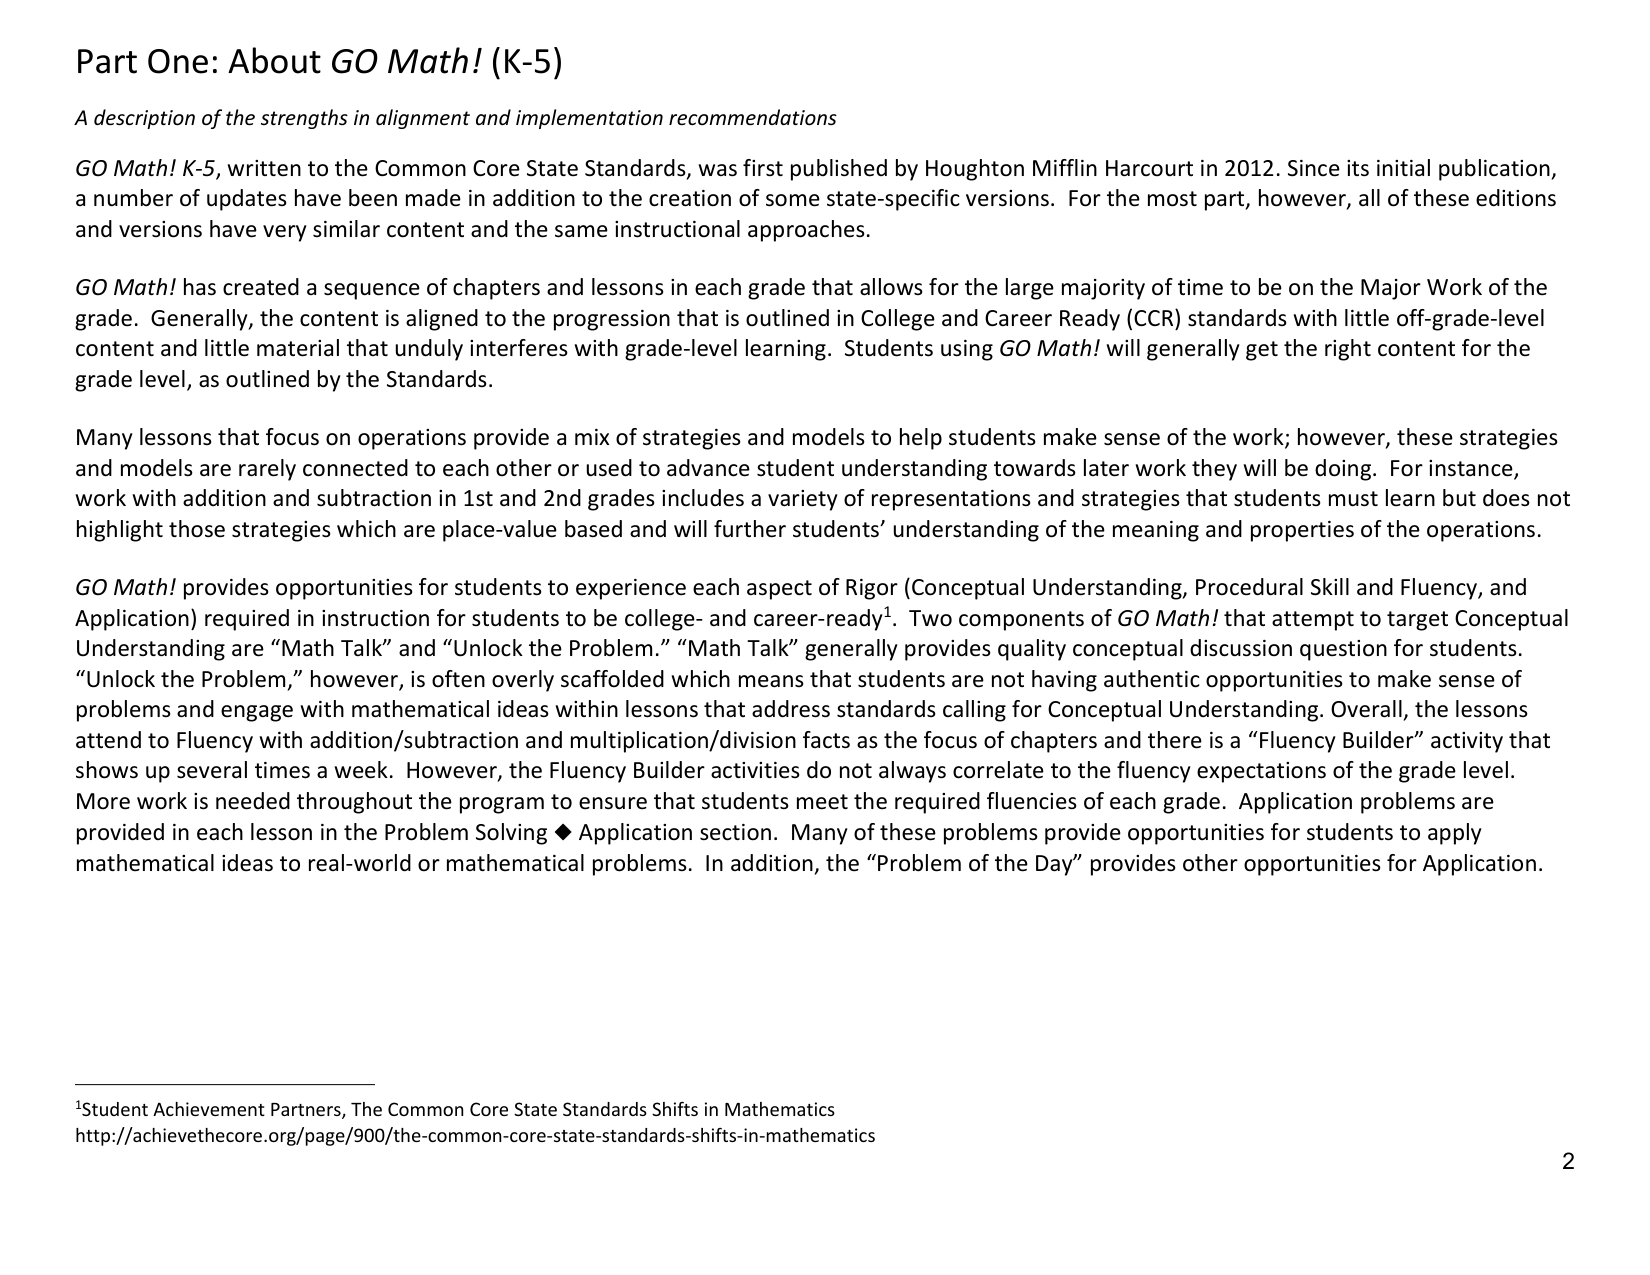 Part One: About GO Math! (K-5)
A description of the strengths in alignment and implementation recommendations
GO Math! K-5, written to the Common Core State Standards, was first published by Houghton Mifflin Harcourt in 2012. Since its initial publication,
a number of updates have been made in addition to the creation of some state-specific versions.  For the most part, however, all of these editions
and versions have very similar content and the same instructional approaches.
GO Math! has created a sequence of chapters and lessons in each grade that allows for the large majority of time to be on the Major Work of the
grade.  Generally, the content is aligned to the progression that is outlined in College and Career Ready (CCR) standards with little off-grade-level
content and little material that unduly interferes with grade-level learning.  Students using GO Math! will generally get the right content for the
grade level, as outlined by the Standards.
Many lessons that focus on operations provide a mix of strategies and models to help students make sense of the work; however, these strategies
and models are rarely connected to each other or used to advance student understanding towards later work they will be doing.  For instance,
work with addition and subtraction in 1st and 2nd grades includes a variety of representations and strategies that students must learn but does not
highlight those strategies which are place-value based and will further students’ understanding of the meaning and properties of the operations.
GO Math! provides opportunities for students to experience each aspect of Rigor (Conceptual Understanding, Procedural Skill and Fluency, and
Application) required in instruction for students to be college- and career-ready¹.  Two components of GO Math! that attempt to target Conceptual
Understanding are “Math Talk” and “Unlock the Problem.” “Math Talk” generally provides quality conceptual discussion question for students.
“Unlock the Problem,” however, is often overly scaffolded which means that students are not having authentic opportunities to make sense of
problems and engage with mathematical ideas within lessons that address standards calling for Conceptual Understanding. Overall, the lessons
attend to Fluency with addition/subtraction and multiplication/division facts as the focus of chapters and there is a “Fluency Builder” activity that
shows up several times a week.  However, the Fluency Builder activities do not always correlate to the fluency expectations of the grade level.
More work is needed throughout the program to ensure that students meet the required fluencies of each grade.  Application problems are
provided in each lesson in the Problem Solving ◆ Application section.  Many of these problems provide opportunities for students to apply
mathematical ideas to real-world or mathematical problems.  In addition, the “Problem of the Day” provides other opportunities for Application.
¹Student Achievement Partners, The Common Core State Standards Shifts in Mathematics
http://achievethecore.org/page/900/the-common-core-state-standards-shifts-in-mathematics
2